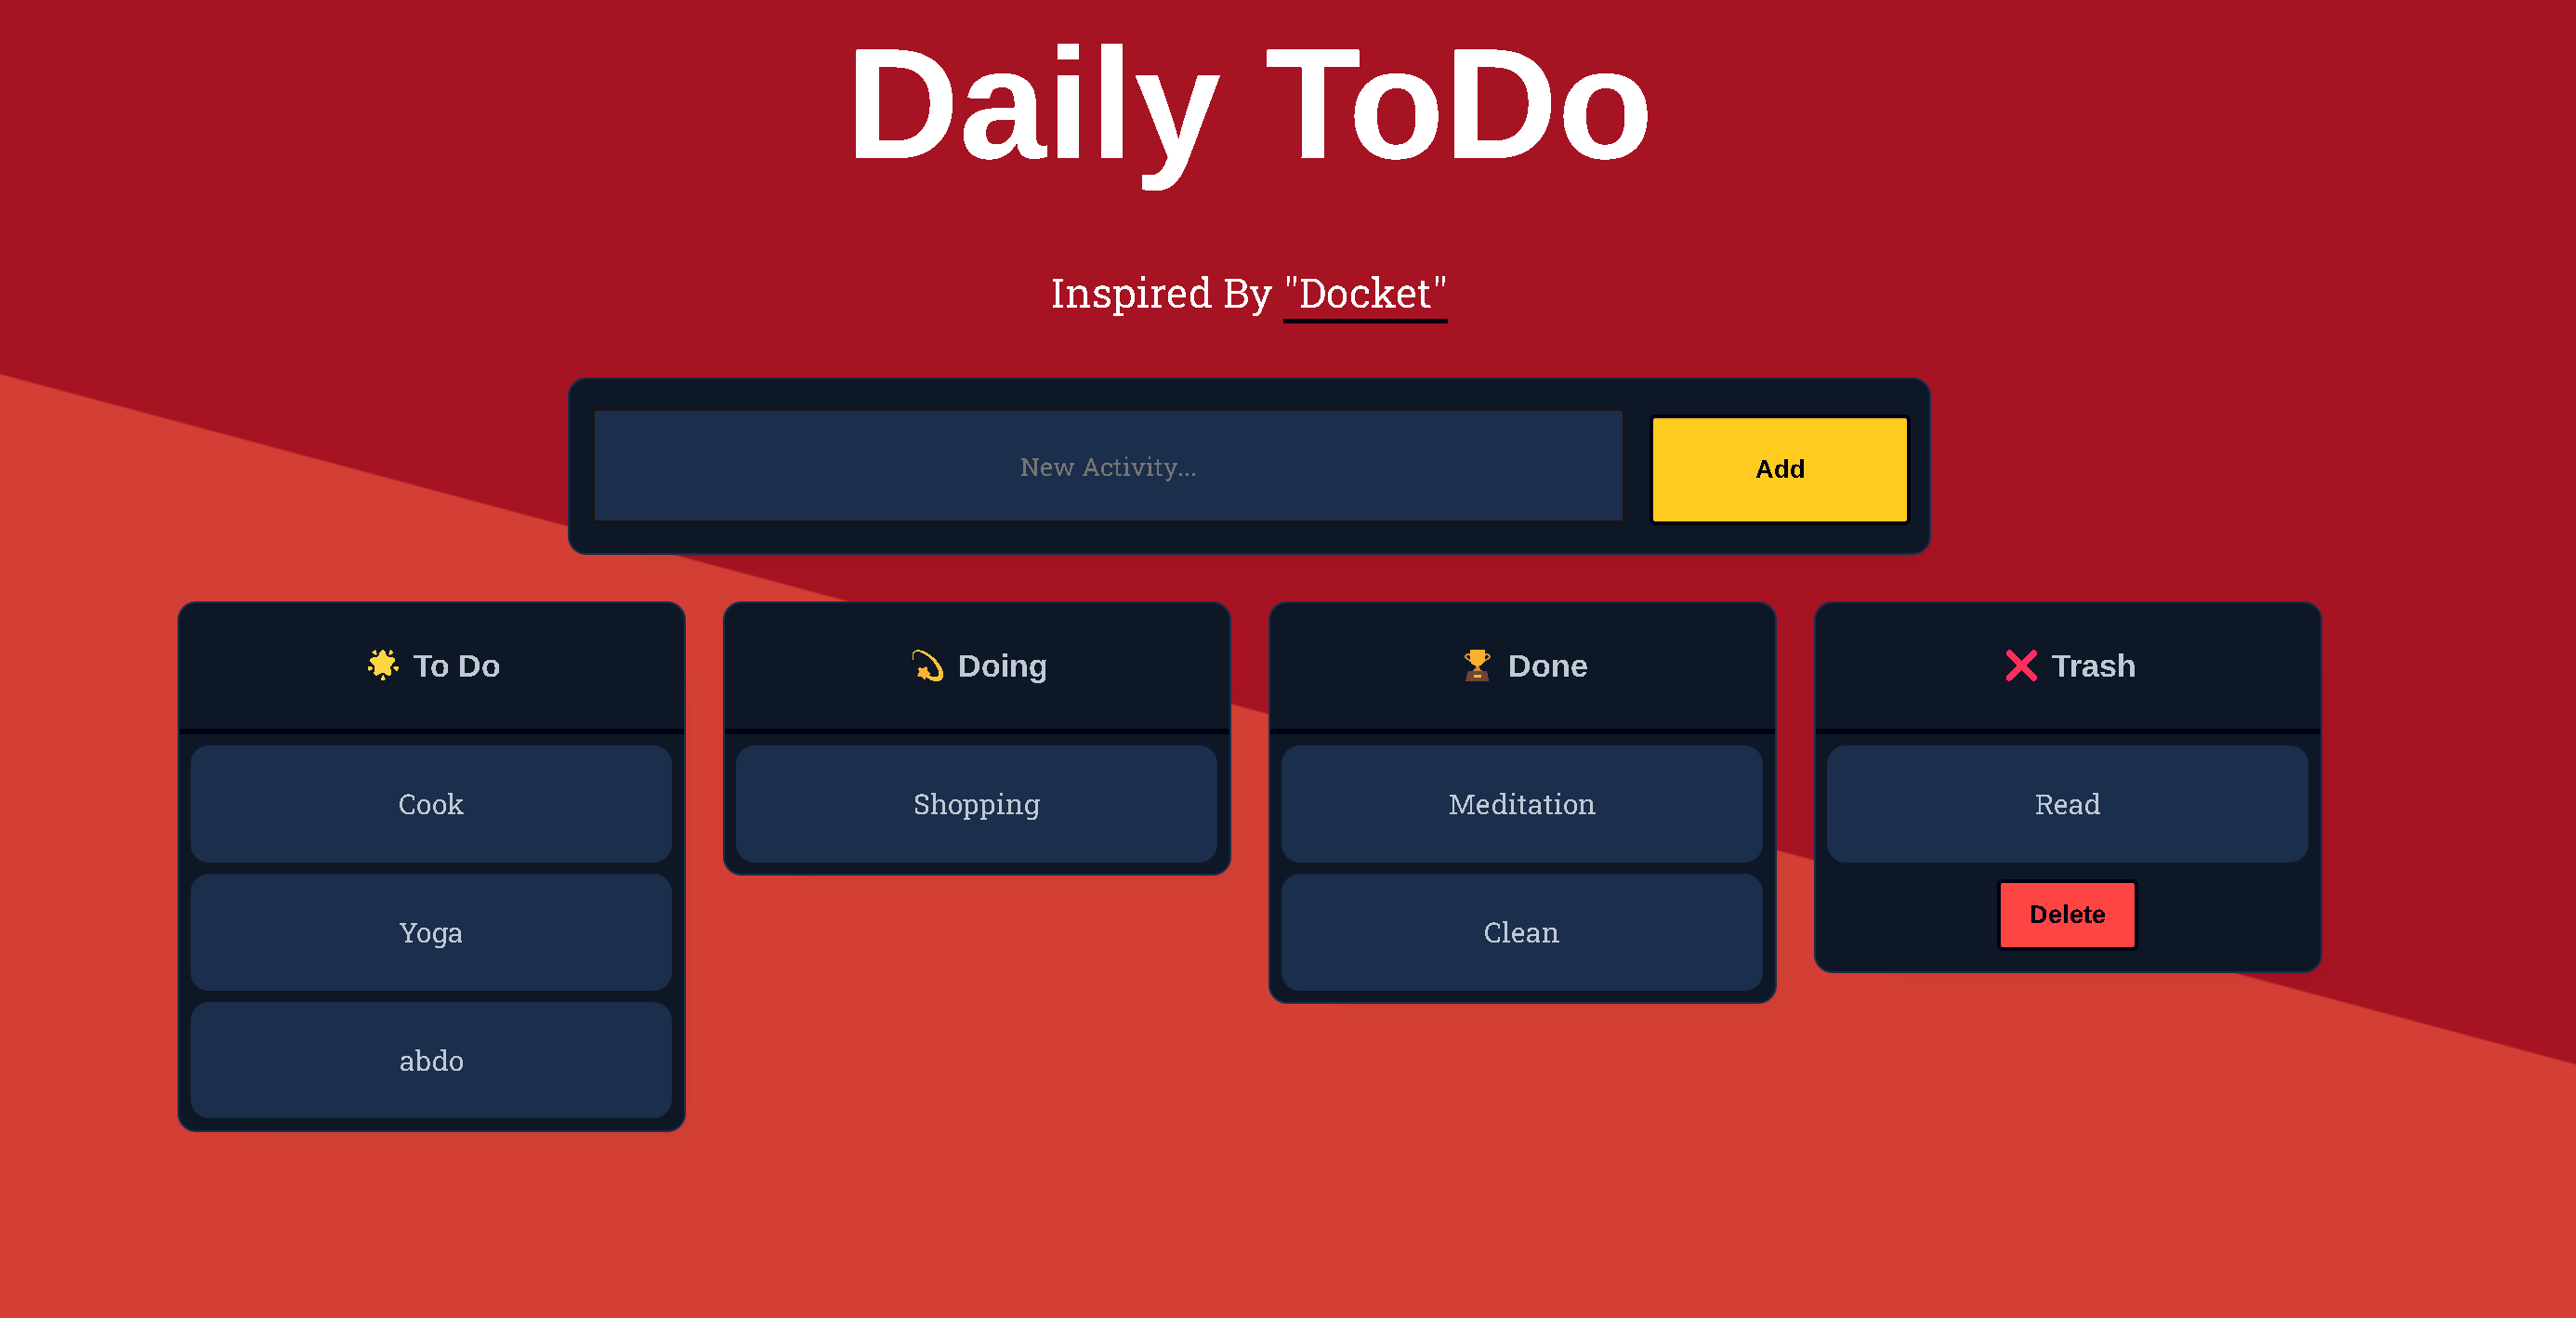 Daily ToDo
Inspired By "Docket"
New Activity...
Add
To Do
Cook
Yoga
abdo
Doing
Shopping
Done
Meditation
Clean
Trash
Read
Delete